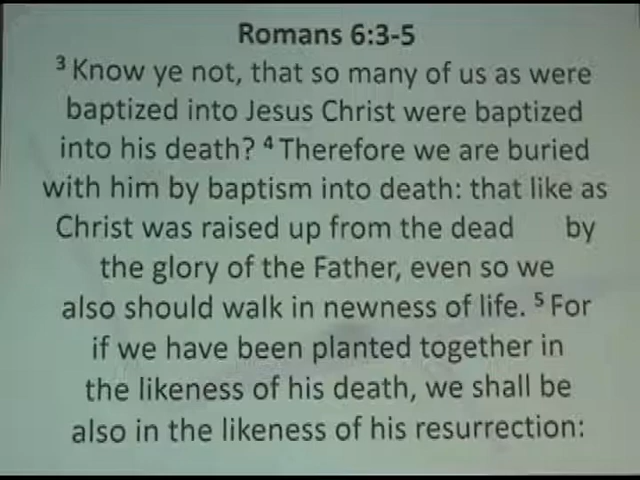 Romans 6:3-5
³ Know ye not, that so many of us as were
baptized into Jesus Christ were baptized
into his death? ⁴ Therefore we are buried
with him by baptism into death: that like as
Christ was raised up from the dead by
the glory of the Father, even so we
also should walk in newness of life. ⁵ For
if we have been planted together in
the likeness of his death, we shall be
also in the likeness of his resurrection: